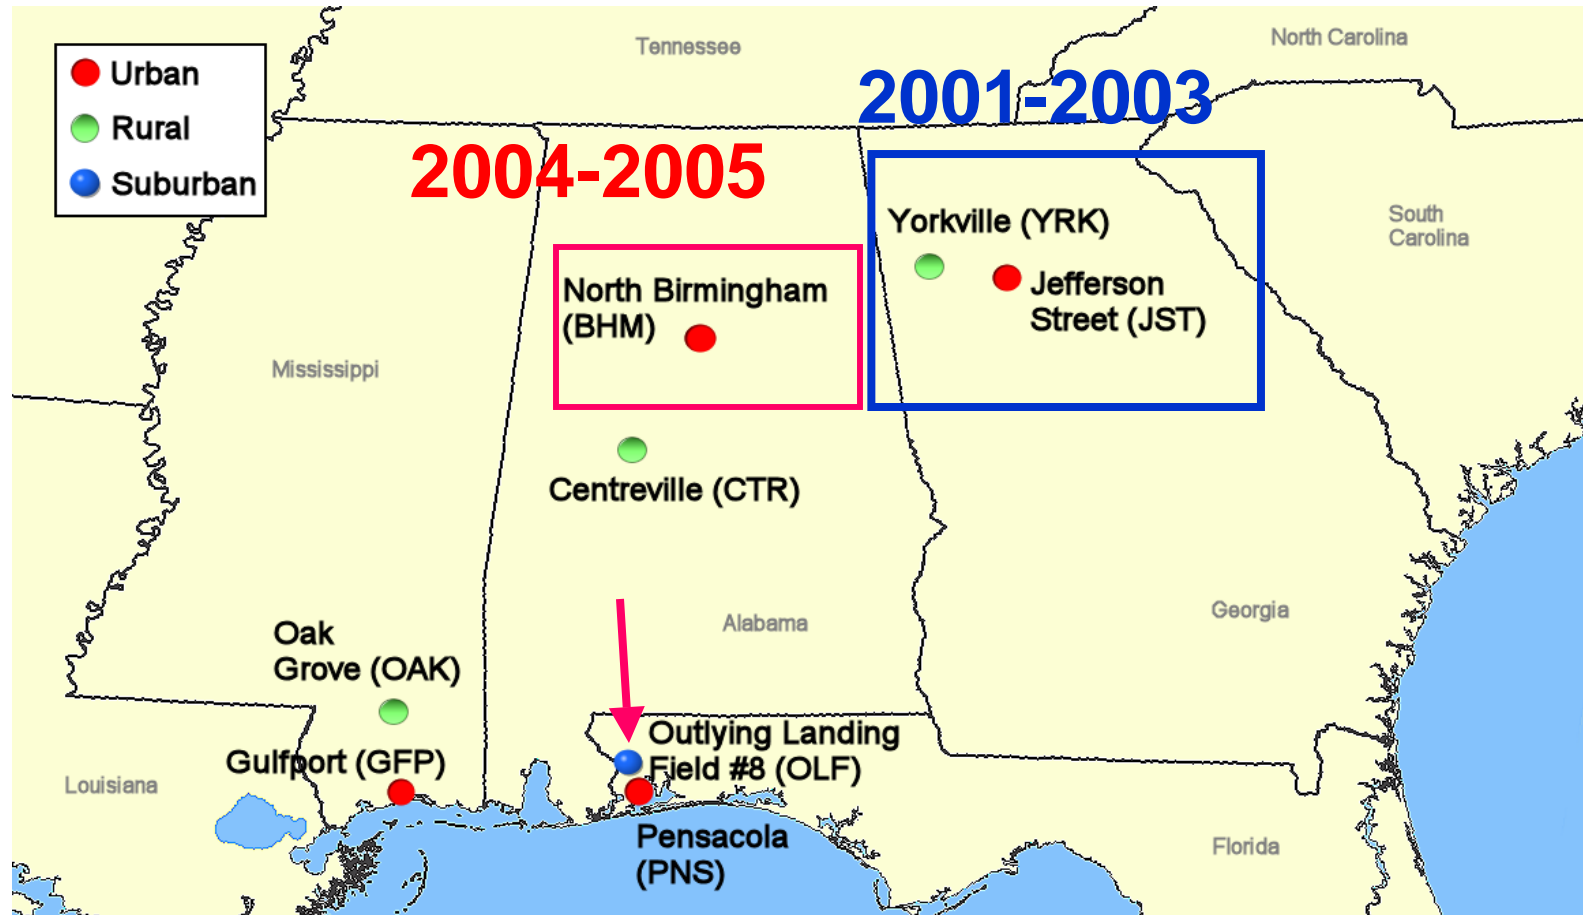 Urban
Rural
Suburban
Tennessee
North Carolina
2001-2003
2004-2005
Yorkville (YRK)
South
Carolina
Jefferson
Street (JST)
North Birmingham
(BHM)
Mississippi
Centreville (CTR)
Alabama
Georgia
Oak
Grove (OAK)
Outlying Landing
Field #8 (OLF)
Gulfport (GFP)
Louisiana
Pensacola
(PNS)
Florida